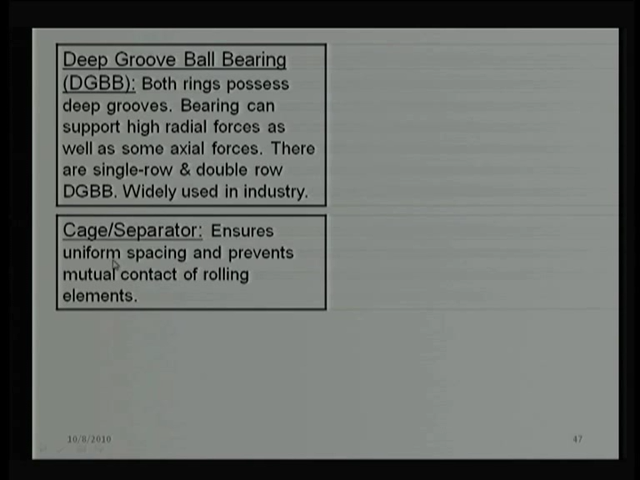 Deep Groove Ball Bearing
(DGBB): Both rings possess
deep grooves. Bearing can
support high radial forces as
well as some axial forces. There
are single-row & double row
DGBB. Widely used in industry.
Cage/Separator: Ensures
uniform spacing and prevents
mutual contact of rolling
elements.
10/8/2010
47